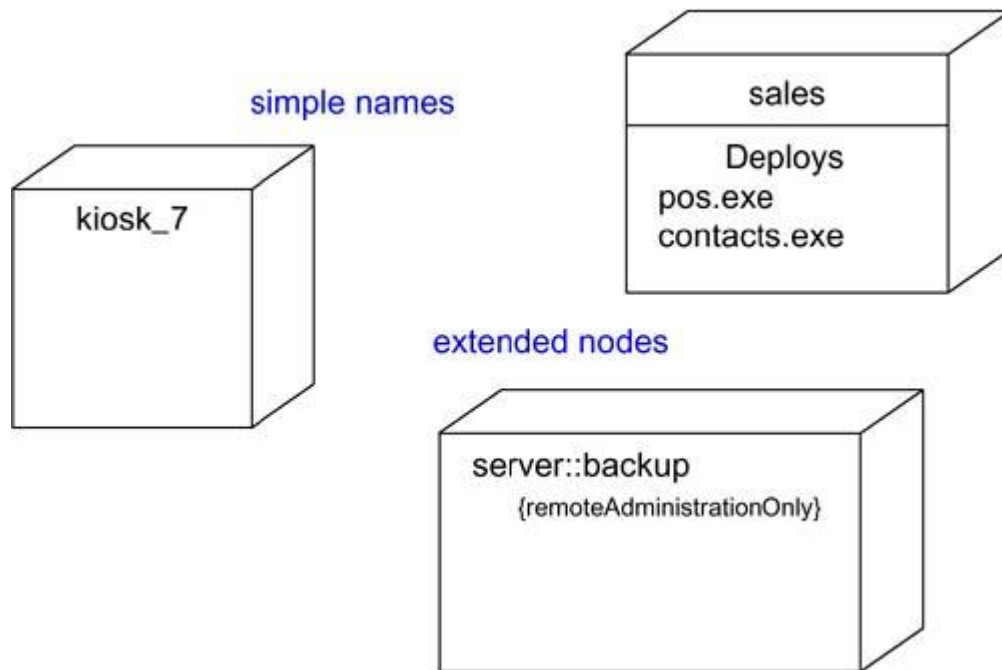 simple names
kiosk_7
sales
Deploys
pos.exe
contacts.exe
extended nodes
server::backup
{remoteAdministrationOnly}